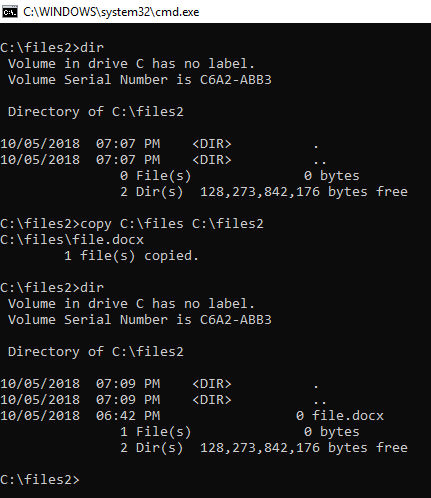 C:\WINDOWS\system32\cmd.exe
C:\files2>dir
 Volume in drive C has no label.
 Volume Serial Number is C6A2-ABB3
 Directory of C:\files2
10/05/2018  07:07 PM    <DIR>          .
10/05/2018  07:07 PM    <DIR>          ..
               0 File(s)              0 bytes
               2 Dir(s)  128,273,842,176 bytes free
C:\files2>copy C:\files C:\files2
C:\files\file.docx
        1 file(s) copied.
C:\files2>dir
 Volume in drive C has no label.
 Volume Serial Number is C6A2-ABB3
 Directory of C:\files2
10/05/2018  07:09 PM    <DIR>          .
10/05/2018  07:09 PM    <DIR>          ..
10/05/2018  06:42 PM                 0 file.docx
               1 File(s)              0 bytes
               2 Dir(s)  128,273,842,176 bytes free
C:\files2>